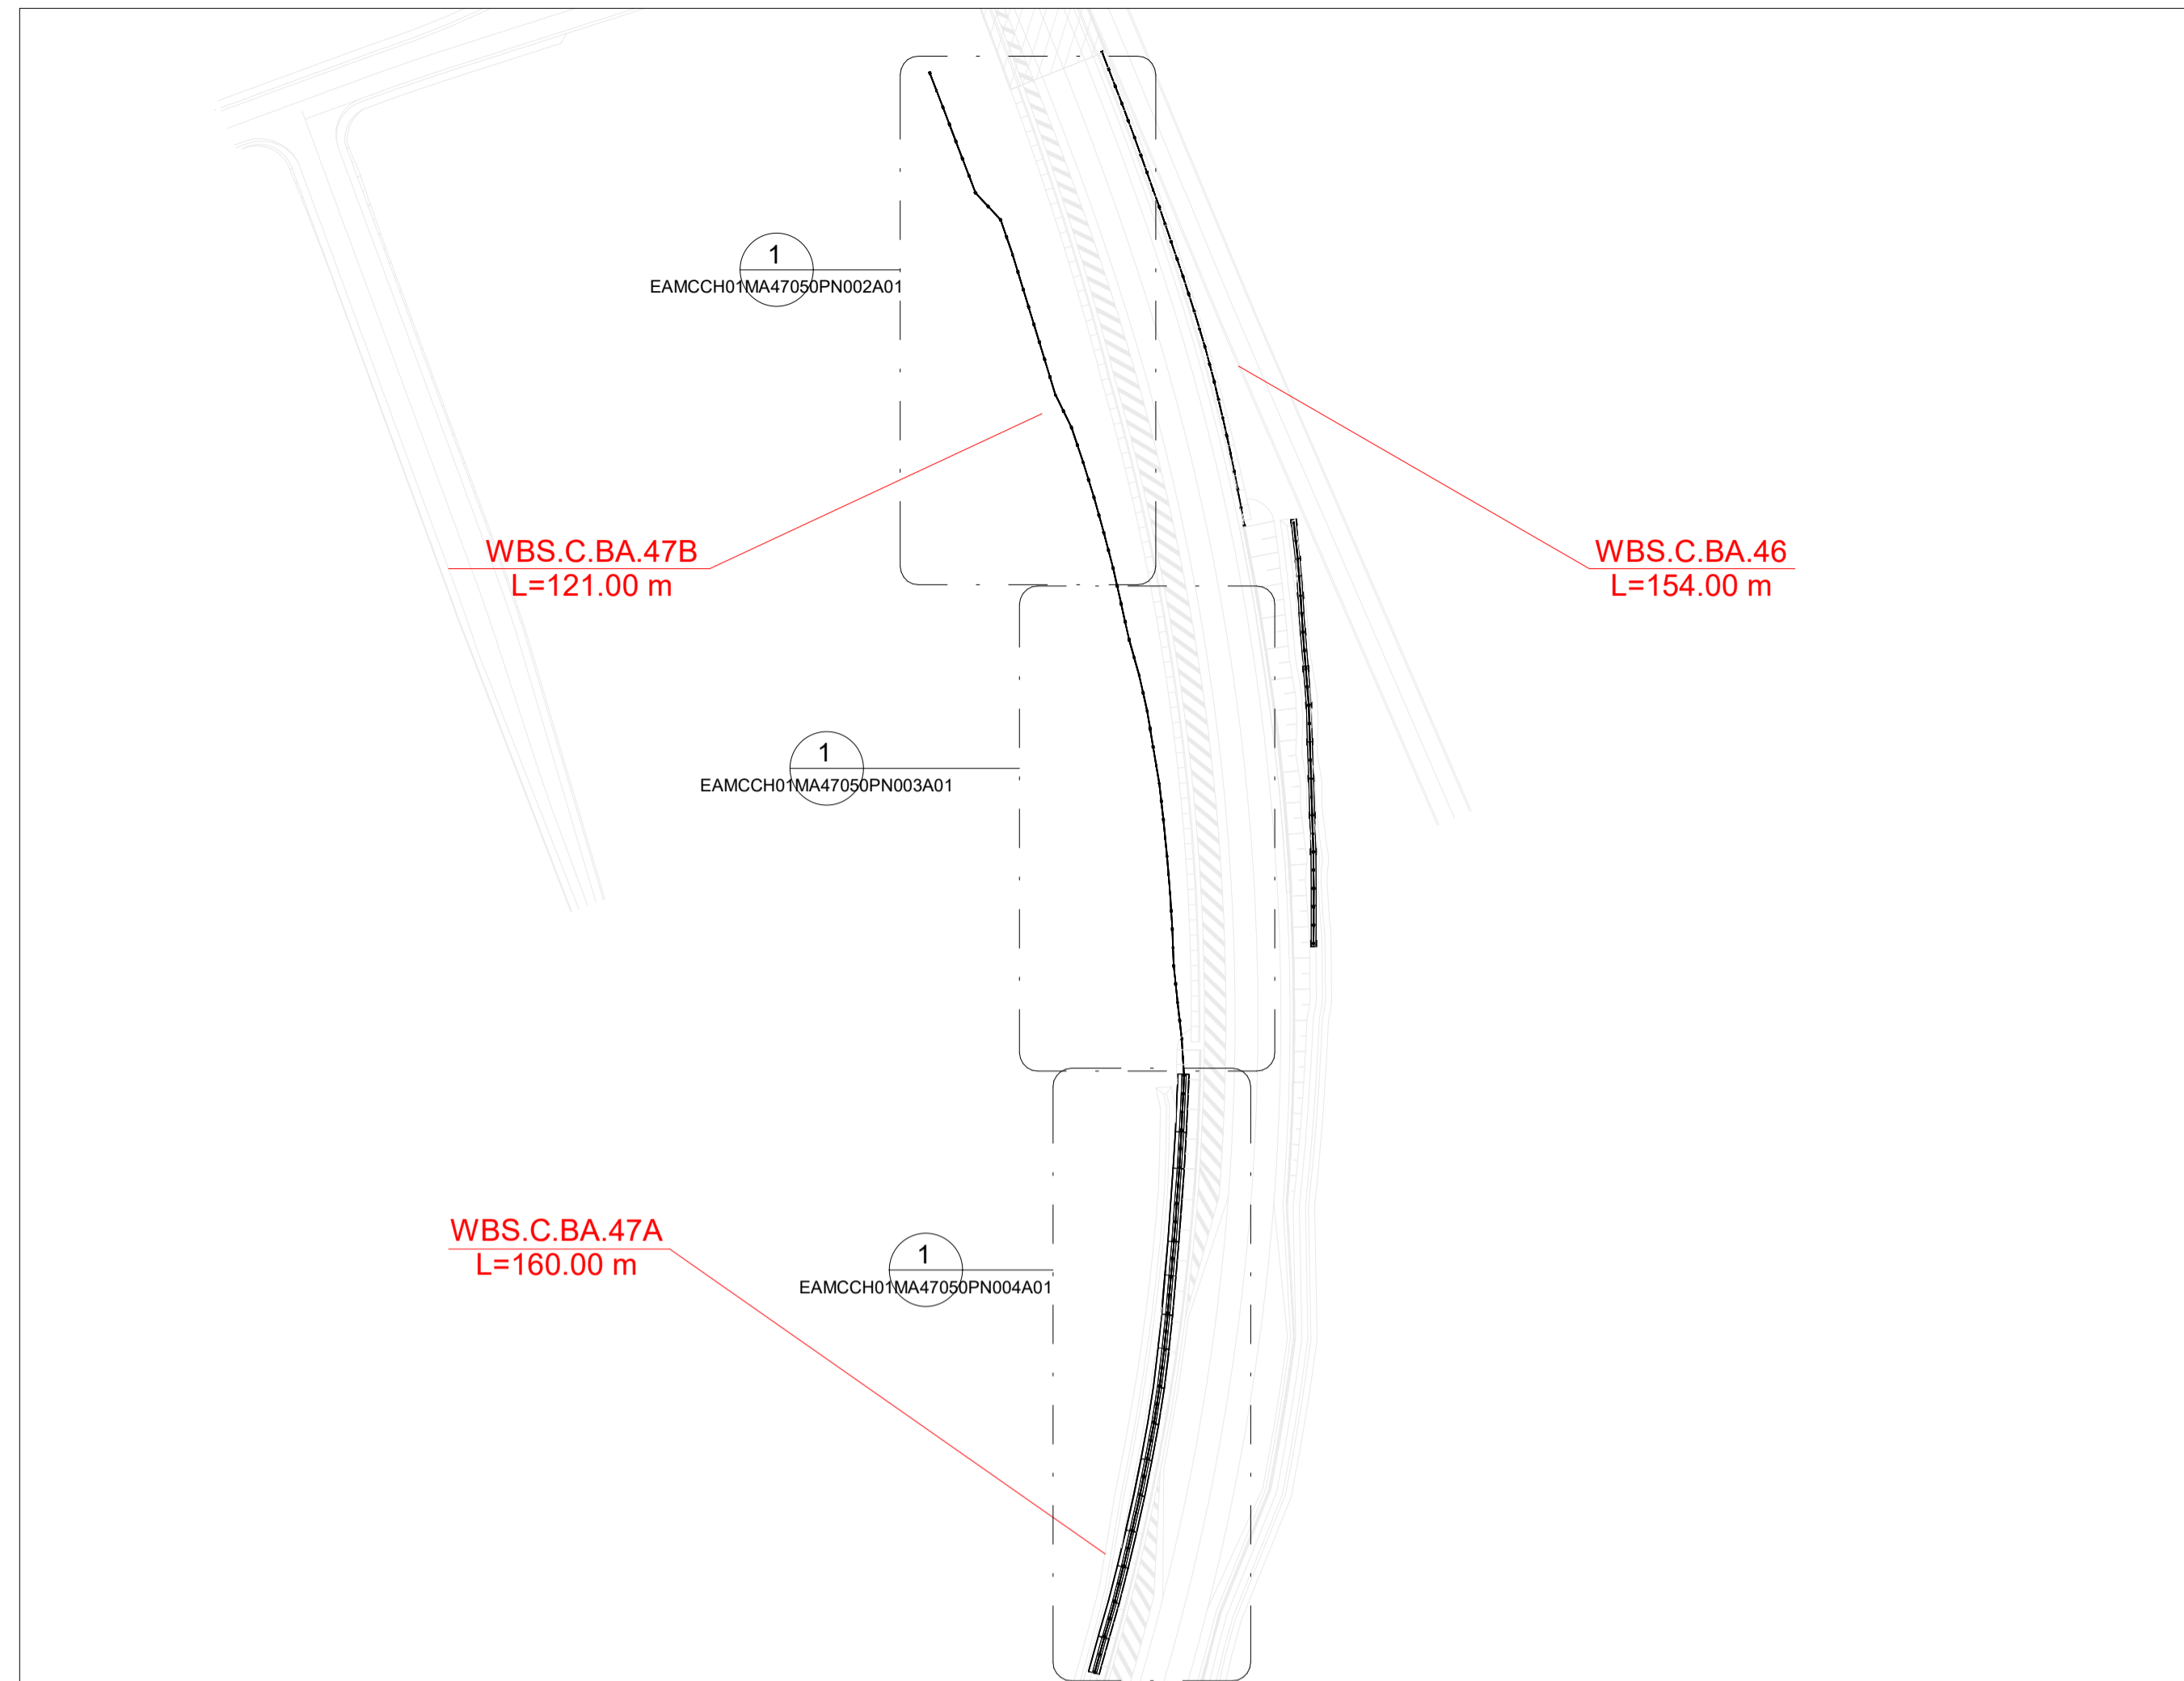 1
EAMCCH01MA47050PN002A01
WBS.C.BA.47B
L=121.00 m
WBS.C.BA.46
L=154.00 m
1
EAMCCH01MA47050PN003A01
WBS.C.BA.47A
L=160.00 m
1
EAMCCH01MA47050PN004A01